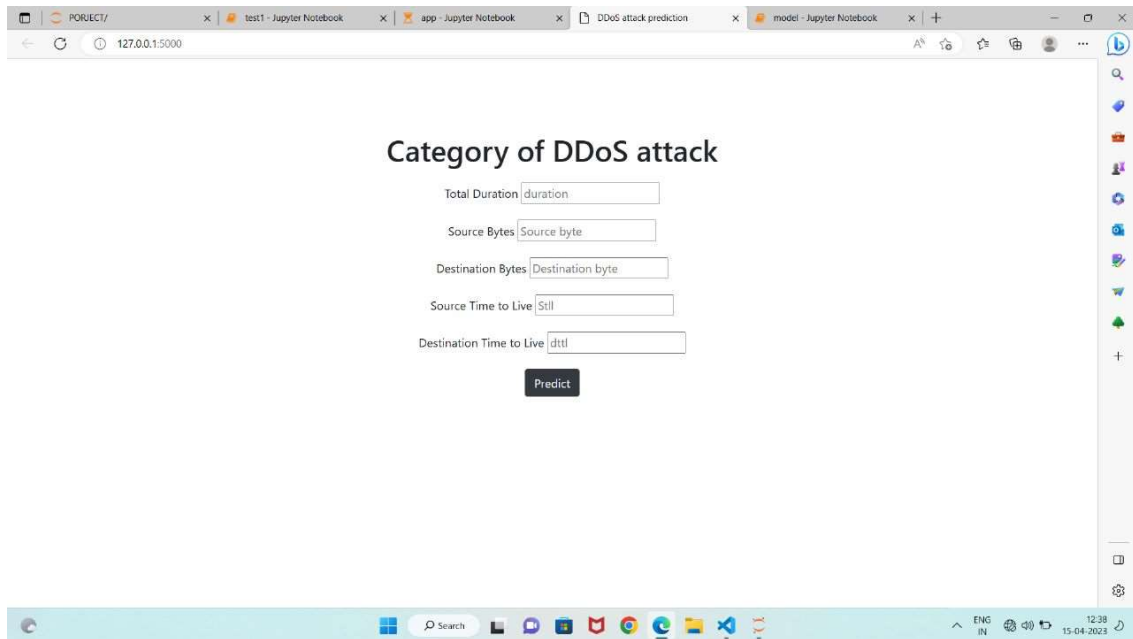 PORJECT/
test1 - Jupyter Notebook
app - Jupyter Notebook
DDoS attack prediction
model - Jupyter Notebook
127.0.0.1:5000
Category of DDoS attack
Total Duration duration
Source Bytes Source byte
Destination Bytes Destination byte
Source Time to Live Stll
Destination Time to Live dttl
Predict
Search
ENG
IN
12:38
15-04-2023